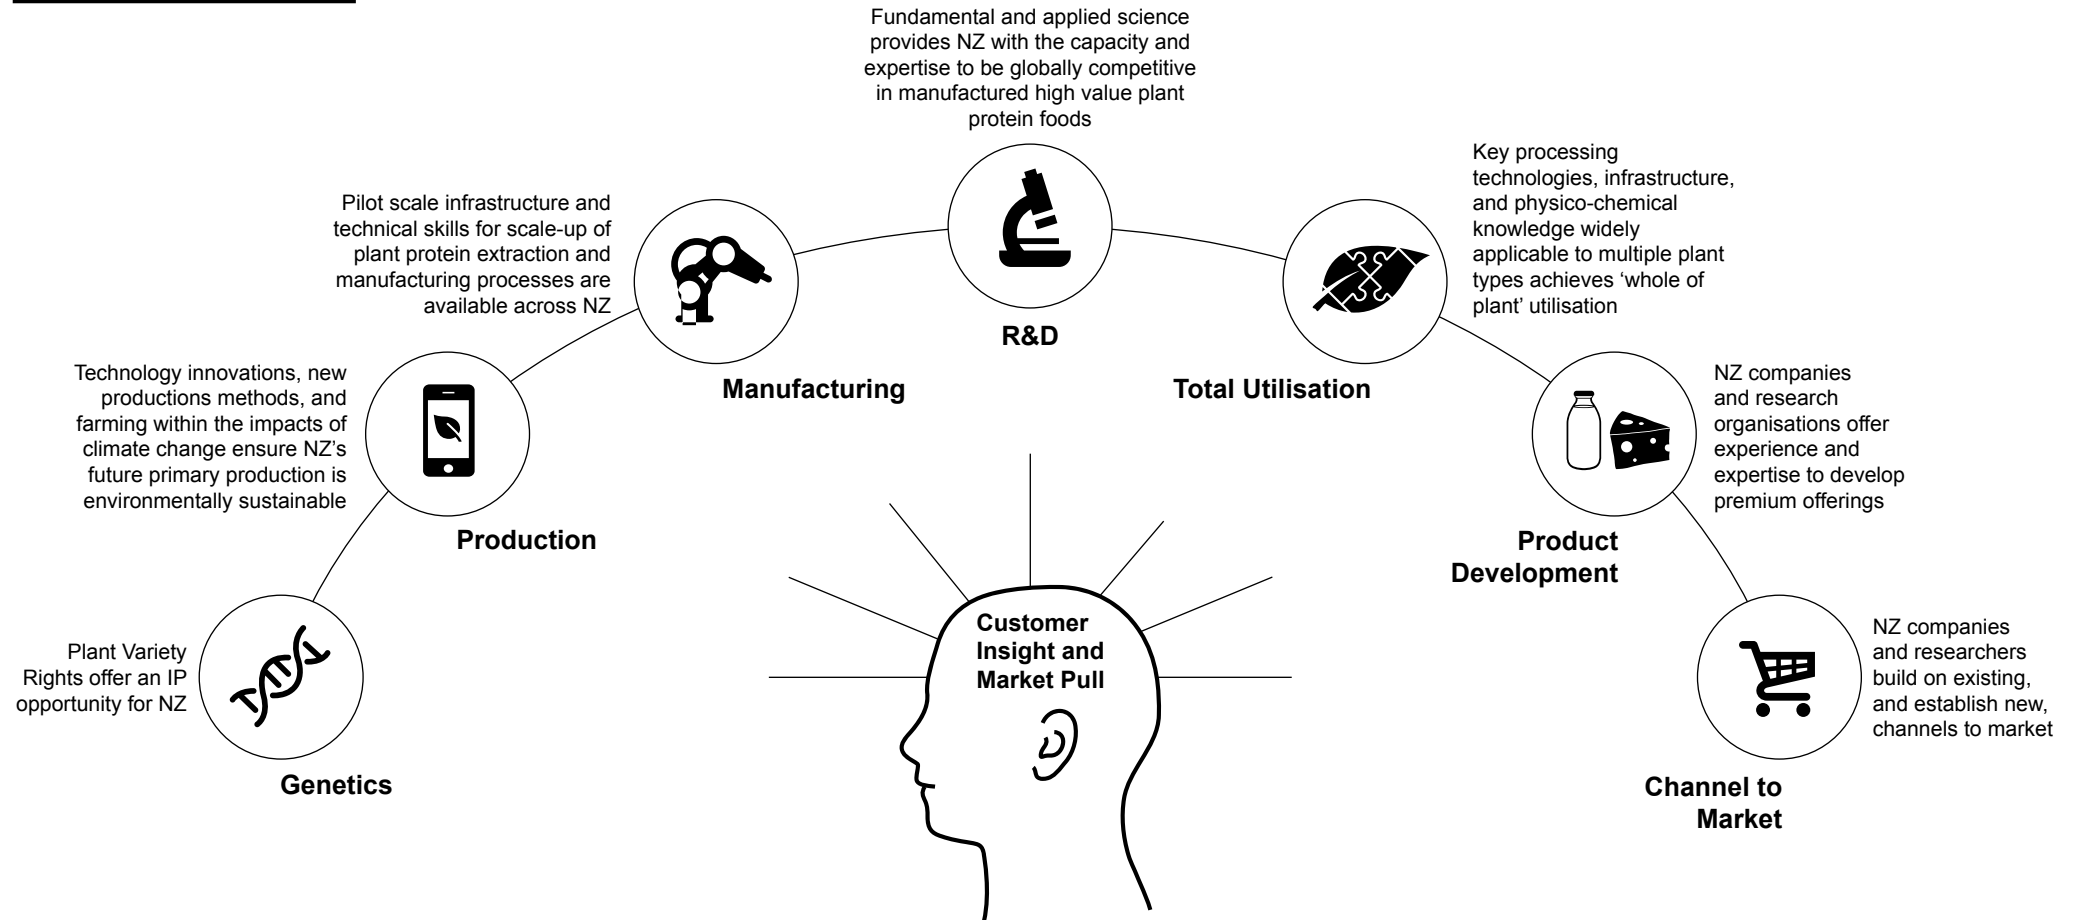 Fundamental and applied science
provides NZ with the capacity and
expertise to be globally competitive
in manufactured high value plant
protein foods
R&D
Pilot scale infrastructure and
technical skills for scale-up of
plant protein extraction and
manufacturing processes are
available across NZ
Manufacturing
Key processing
technologies, infrastructure,
and physico-chemical
knowledge widely
applicable to multiple plant
types achieves ‘whole of
plant’ utilisation
Total Utilisation
Technology innovations, new
productions methods, and
farming within the impacts of
climate change ensure NZ’s
future primary production is
environmentally sustainable
Production
NZ companies
and research
organisations offer
experience and
expertise to develop
premium offerings
Product
Development
Plant Variety
Rights offer an IP
opportunity for NZ
Genetics
Customer
Insight and
Market Pull
NZ companies
and researchers
build on existing,
and establish new,
channels to market
Channel to
Market